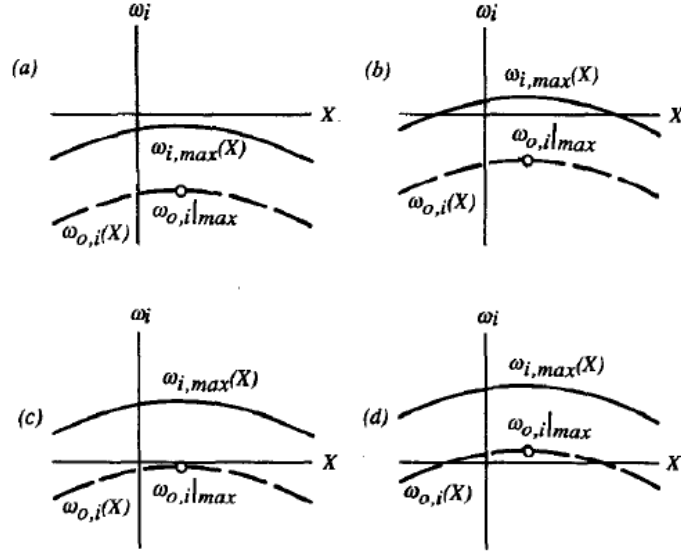 (a)
ωi
X
ωi,max(X)
ωo,i(X)
ωo,i|max
(b)
ωi
X
ωi,max(X)
ωo,i|max
ωo,i(X)
(c)
ωi
ωi,max(X)
X
ωo,i(X)
ωo,i|max
(d)
ωi
ωi,max(X)
ωo,i|max
X
ωo,i(X)